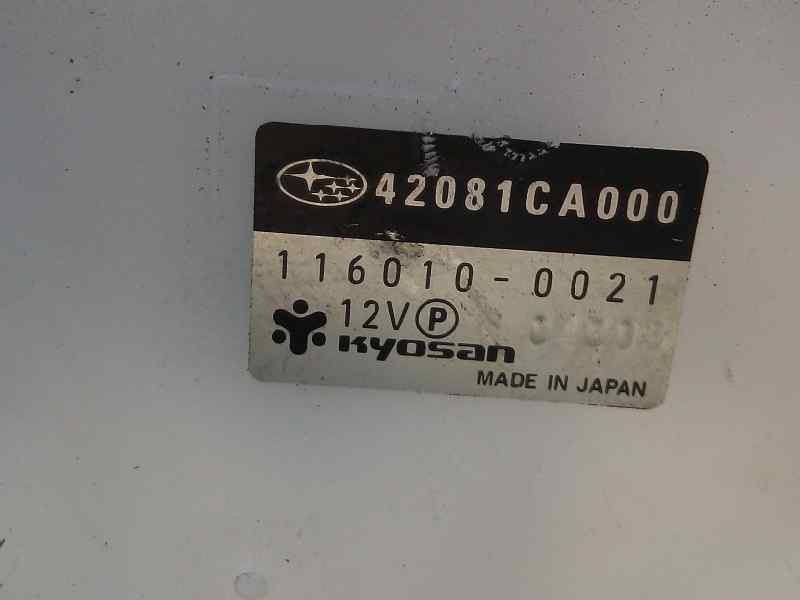 42081CA000
116010-0021
12V P
Kyosan
MADE IN JAPAN